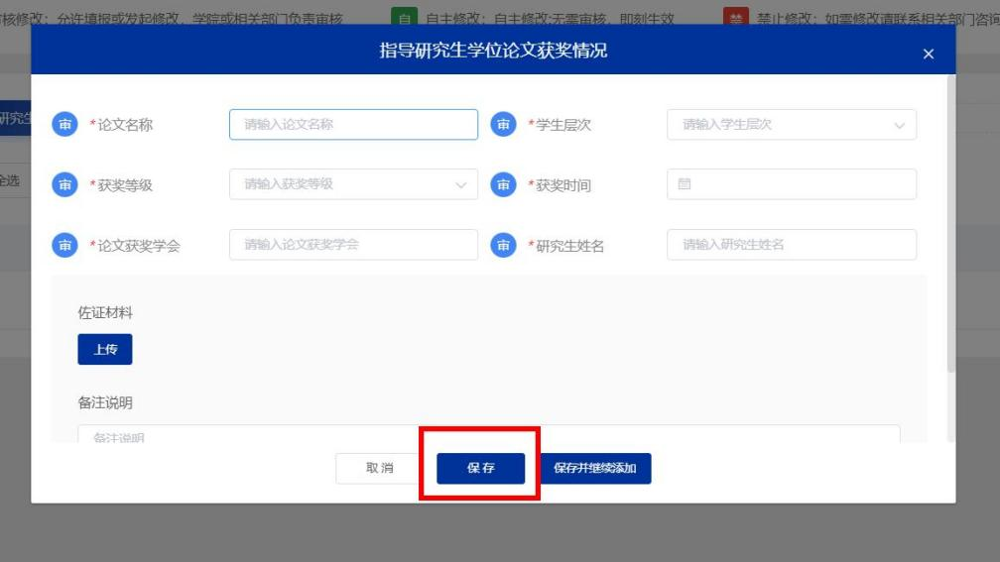 审核修改：允许填报或发起修改，学院或相关部门负责审核 自 自主修改：自主修改;无需审核，即刻生效 禁 禁止修改：如需修改请联系相关部门咨询
指导研究生学位论文获奖情况
研究生
审 *论文名称 请输入论文名称 审 *学生层次 请输入学生层次
全选
审 *获奖等级 请输入获奖等级 审 *获奖时间
审 *论文获奖学会 请输入论文获奖学会 审 *研究生姓名 请输入研究生姓名
佐证材料
上传
备注说明
备注说明
取消 保存 保存并继续添加